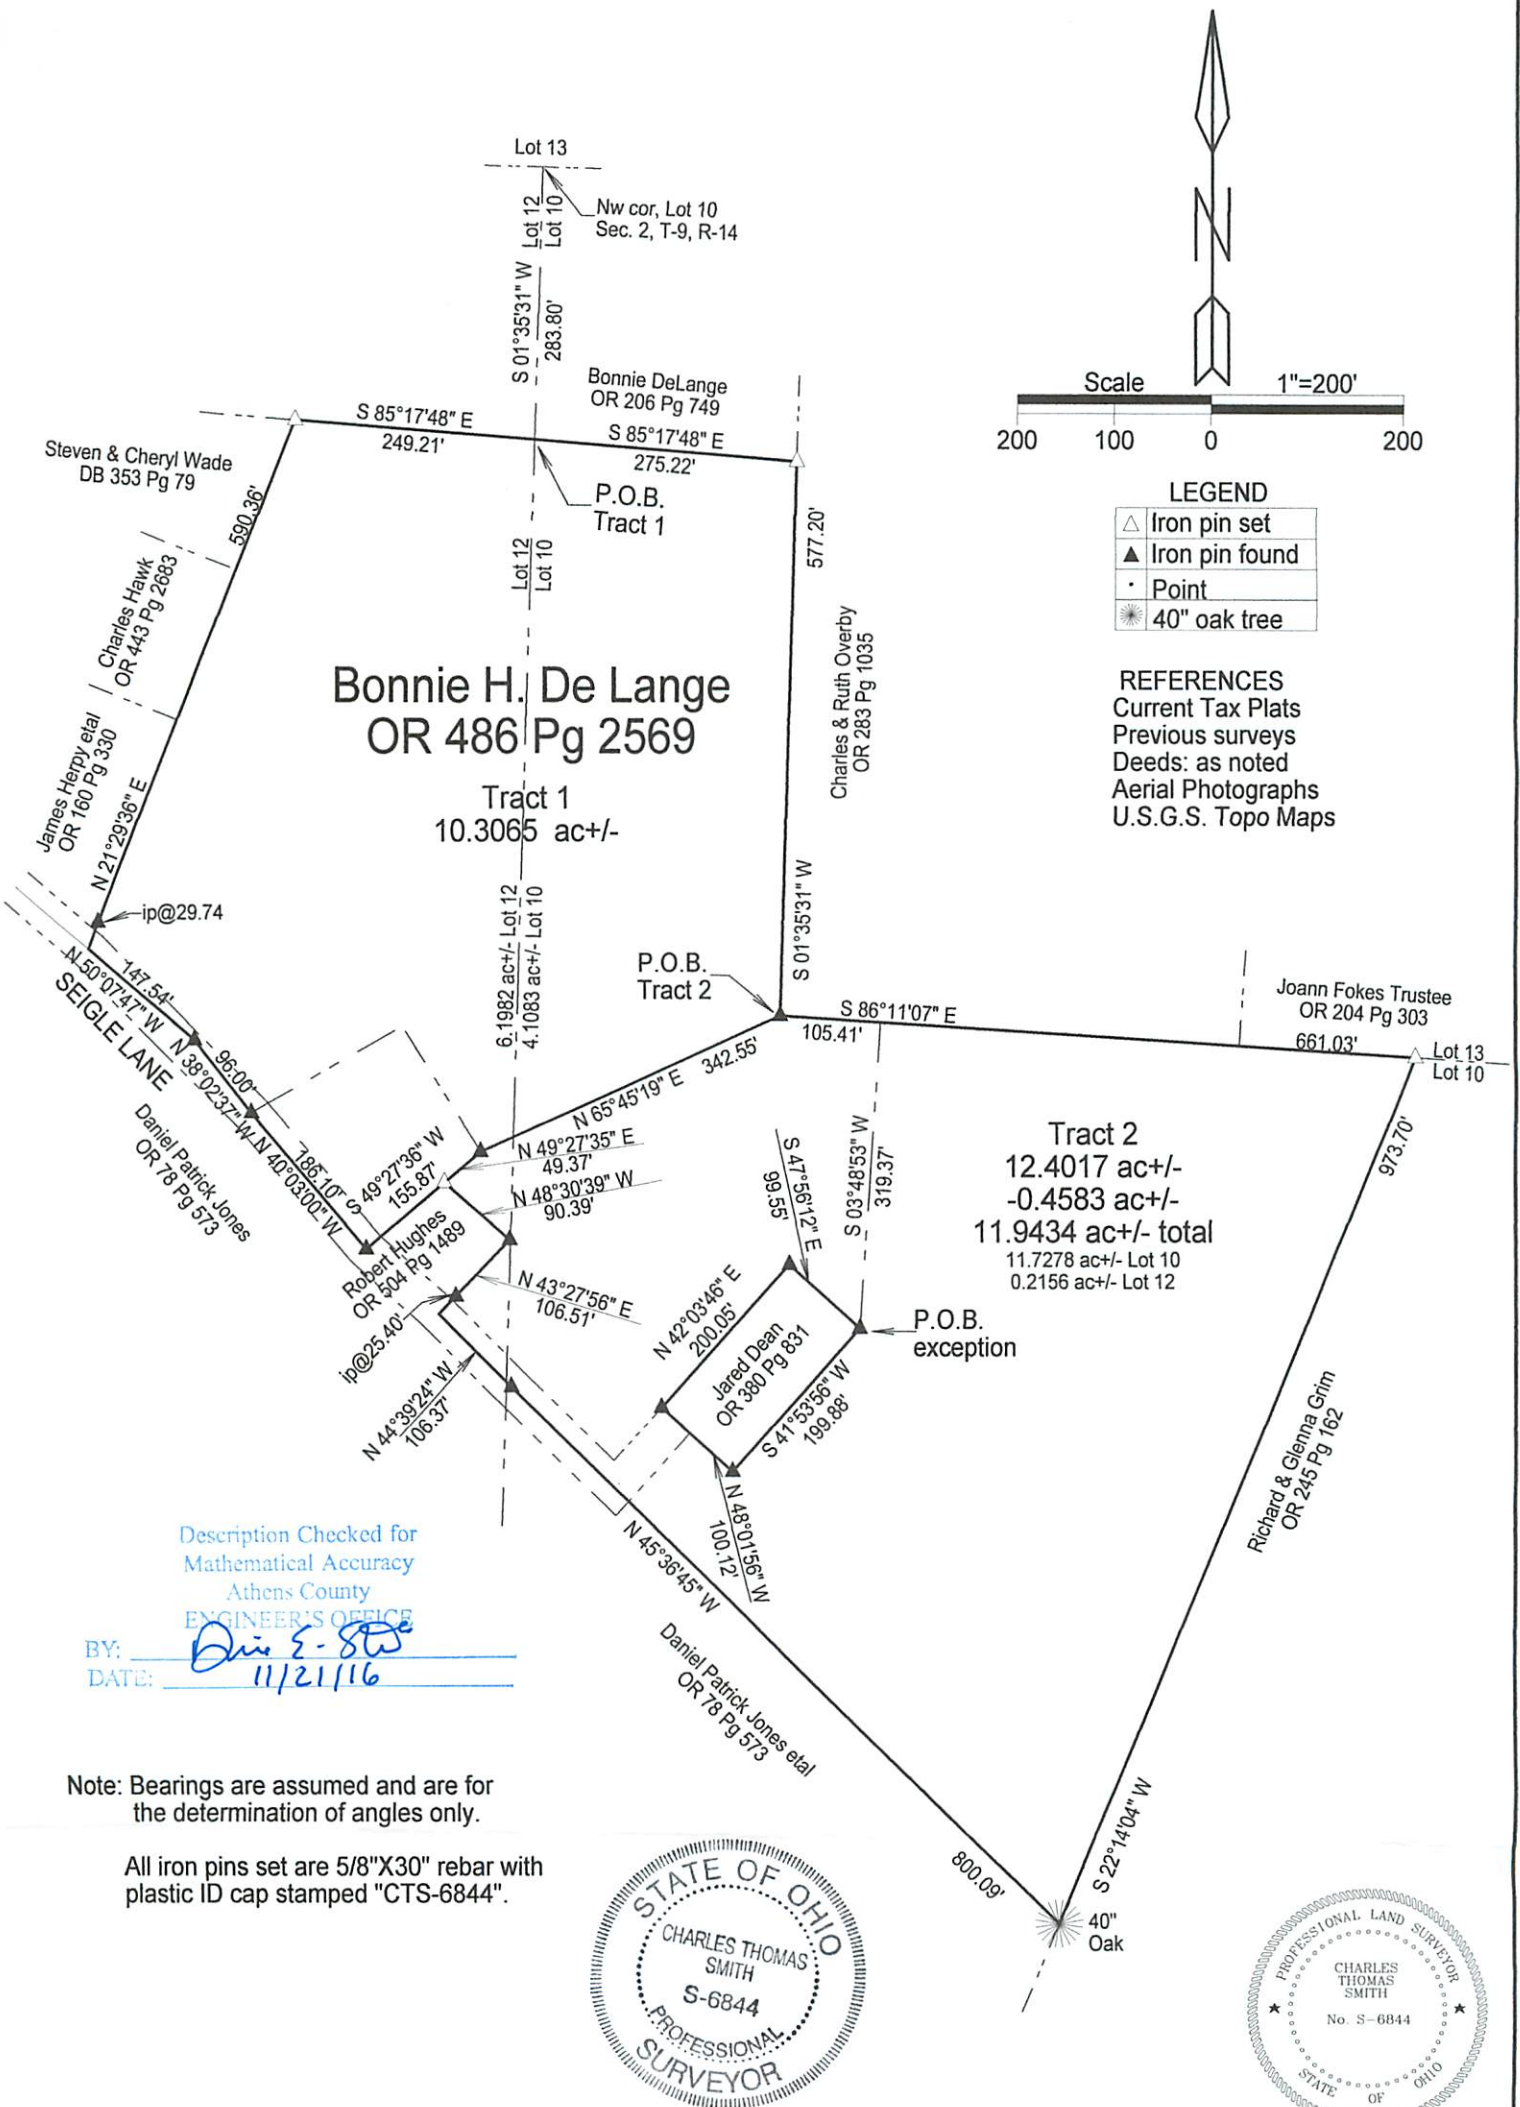 Lot 13
Nw cor, Lot 10
Sec. 2, T-9, R-14
Lot 12
Lot 10
S 01°35'31" W
283.80'
N
Scale 1"=200'
200 100 0 200
Bonnie DeLange
OR 206 Pg 749
S 85°17'48" E
249.21'
S 85°17'48" E
275.22'
Steven & Cheryl Wade
DB 353 Pg 79
P.O.B.
Tract 1
590.36'
577.20'
Lot 12
Lot 10
LEGEND
Iron pin set
Iron pin found
Point
40" oak tree
Charles Hawk
OR 443 Pg 2683
Charles & Ruth Overby
OR 283 Pg 1035
Bonnie H. De Lange
OR 486 Pg 2569
REFERENCES
Current Tax Plats
Previous surveys
Deeds: as noted
Aerial Photographs
U.S.G.S. Topo Maps
James Herpy etal
OR 160 Pg 330
Tract 1
10.3065 ac+/-
N 21°29'36" E
ip@29.74
6.1982 ac+/- Lot 12
4.1083 ac+/- Lot 10
S 01°35'31" W
P.O.B.
Tract 2
N 50°07'47" W
147.54'
SEIGLE LANE
S 86°11'07" E
105.41'
Joann Fokes Trustee
OR 204 Pg 303
661.03'
Lot 13
Lot 10
N 38°02'37" W
96.00'
N 65°45'19" E 342.55'
Daniel Patrick Jones
OR 78 Pg 573
N 40°03'00" W
186.10'
S 49°27'36" W
155.87'
N 49°27'35" E
49.37'
N 48°30'39" W
90.39'
S 47°56'12" E
99.55'
S 03°48'53" W
319.37'
Tract 2
12.4017 ac+/-
-0.4583 ac+/-
11.9434 ac+/- total
11.7278 ac+/- Lot 10
0.2156 ac+/- Lot 12
973.70'
Robert Hughes
OR 504 Pg 1489
N 43°27'56" E
106.51'
ip@25.40'
N 42°03'46" E
200.05'
Jared Dean
OR 380 Pg 831
S 41°53'56" W
199.88'
P.O.B.
exception
N 44°39'24" W
106.37'
N 48°01'56" W
100.12'
N 45°36'45" W
Richard & Glenna Grim
OR 245 Pg 162
Description Checked for
Mathematical Accuracy
Athens County
ENGINEER'S OFFICE
BY:
DATE: 11/21/16
Daniel Patrick Jones etal
OR 78 Pg 573
Note: Bearings are assumed and are for
the determination of angles only.
All iron pins set are 5/8"X30" rebar with
plastic ID cap stamped "CTS-6844".
800.09'
S 22°14'04" W
40"
Oak
STATE OF OHIO
CHARLES THOMAS
SMITH
S-6844
PROFESSIONAL
SURVEYOR
PROFESSIONAL LAND SURVEYOR
CHARLES
THOMAS
SMITH
No. S-6844
STATE OF OHIO